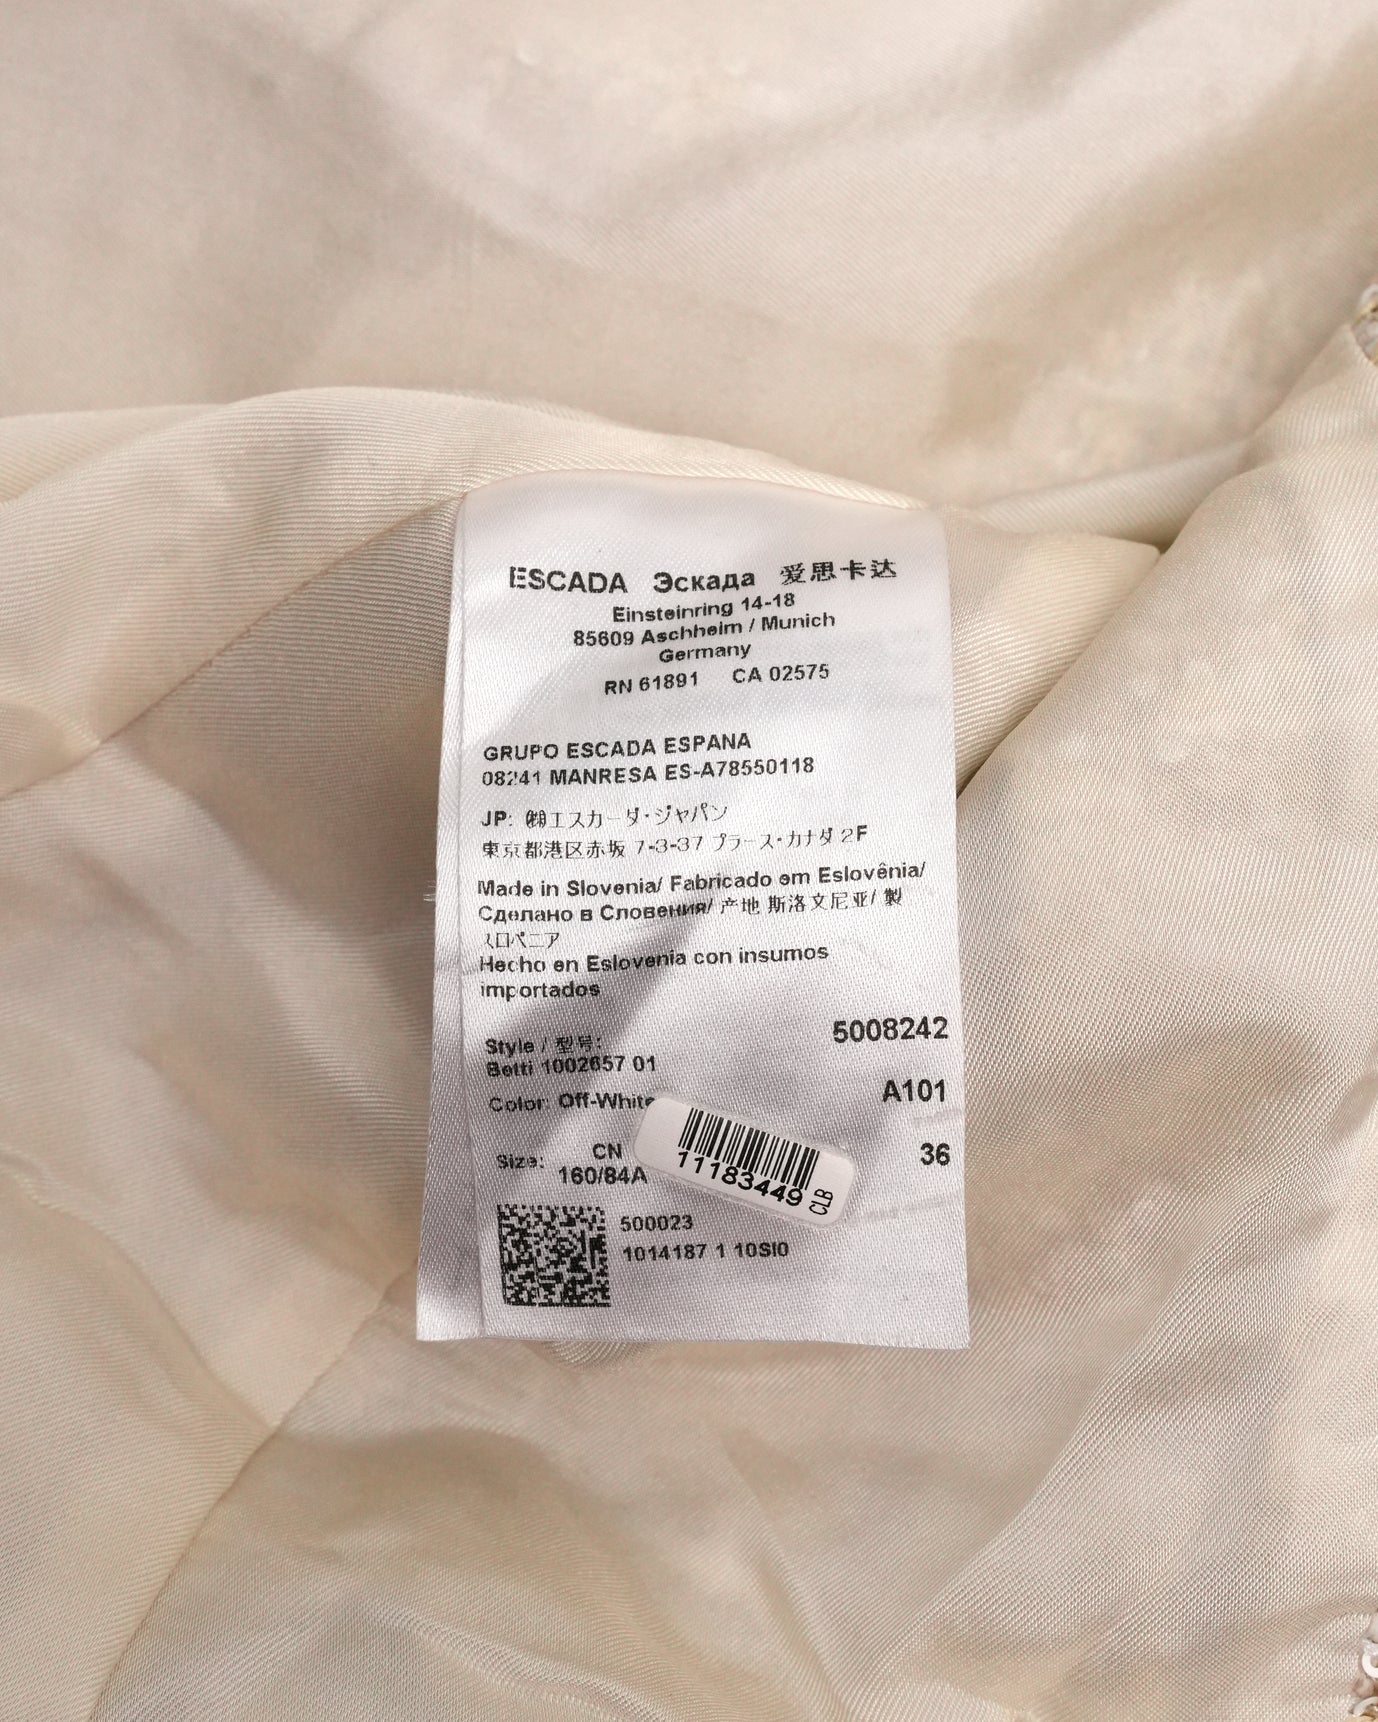 ESCADA Эскада 爱思卡达
Einsteinring 14-18
85609 Aschheim / Munich
Germany
RN 61891 CA 02575
GRUPO ESCADA ESPANA
08241 MANRESA ES-A78550118
JP: ㈱エスカーダ・ジャパン
東京都港区赤坂 7-3-37 プラース・カナダ 2F
Made in Slovenia/ Fabricado em Eslovênia/
Сделано в Словения/ 产地 斯洛文尼亚/ 製
スロベニア
Hecho en Eslovenia con insumos
importados
Style / 型号: 5008242
Betti 1002657 01
Color: Off-White A101
Size: CN 160/84A 36
11183449 CLB
500023
1014187 1 10SI0